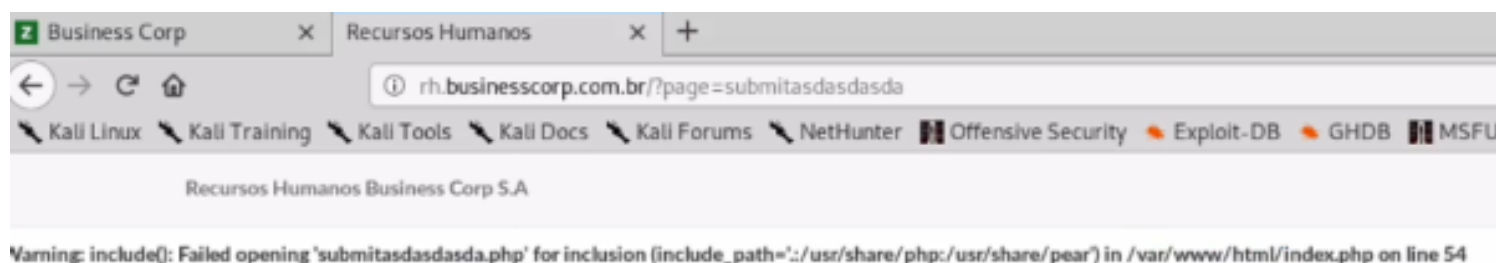 Business Corp × Recursos Humanos × +
rh.businesscorp.com.br/?page=submitasdasdasda
Kali Linux Kali Training Kali Tools Kali Docs Kali Forums NetHunter Offensive Security Exploit-DB GHDB MSFU
Recursos Humanos Business Corp S.A
Warning: include(): Failed opening 'submitasdasdasda.php' for inclusion (include_path='.:/usr/share/php:/usr/share/pear') in /var/www/html/index.php on line 54